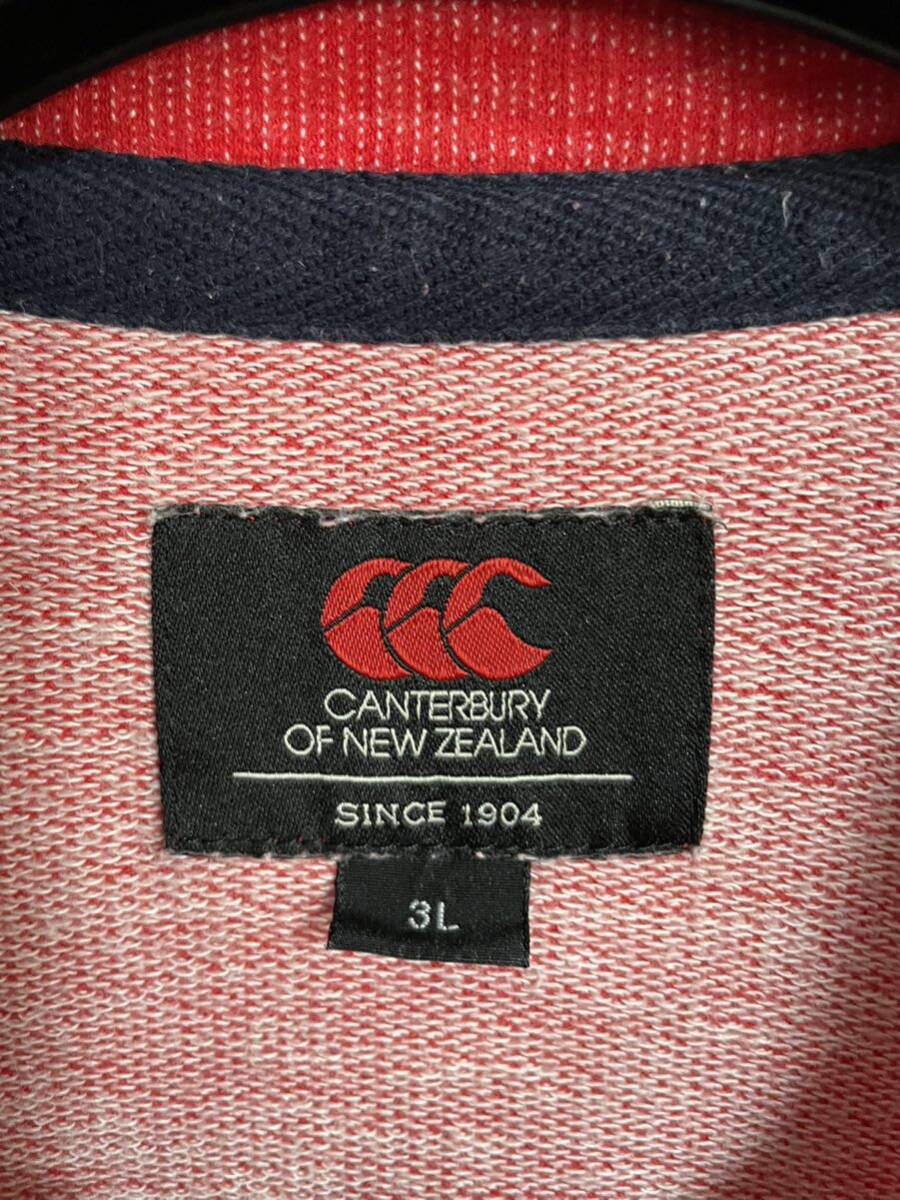 CANTERBURY
OF NEW ZEALAND
SINCE 1904
3L